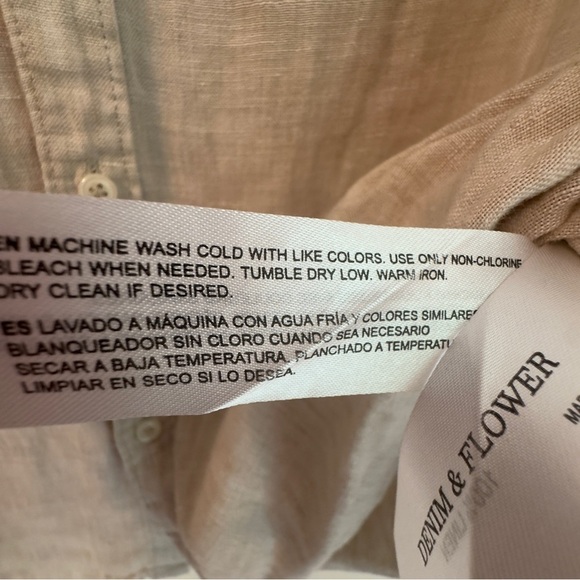 EN MACHINE WASH COLD WITH LIKE COLORS. USE ONLY NON-CHLORINE
BLEACH WHEN NEEDED. TUMBLE DRY LOW. WARM IRON.
DRY CLEAN IF DESIRED.
ES LAVADO A MÁQUINA CON AGUA FRÍA Y COLORES SIMILARES
BLANQUEADOR SIN CLORO CUANDO SEA NECESARIO
SECAR A BAJA TEMPERATURA. PLANCHADO A TEMPERATU
LIMPIAR EN SECO SI LO DESEA.
DENIM & FLOWER